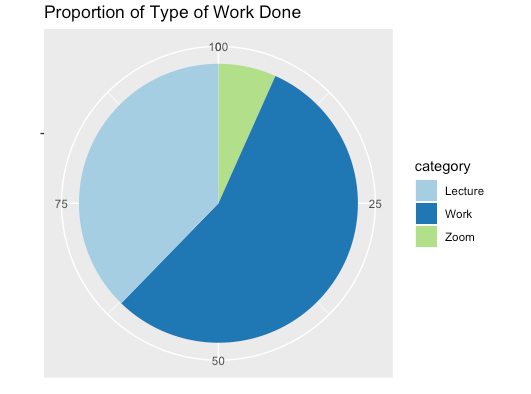 Proportion of Type of Work Done
100
75
25
50
category
Lecture
Work
Zoom